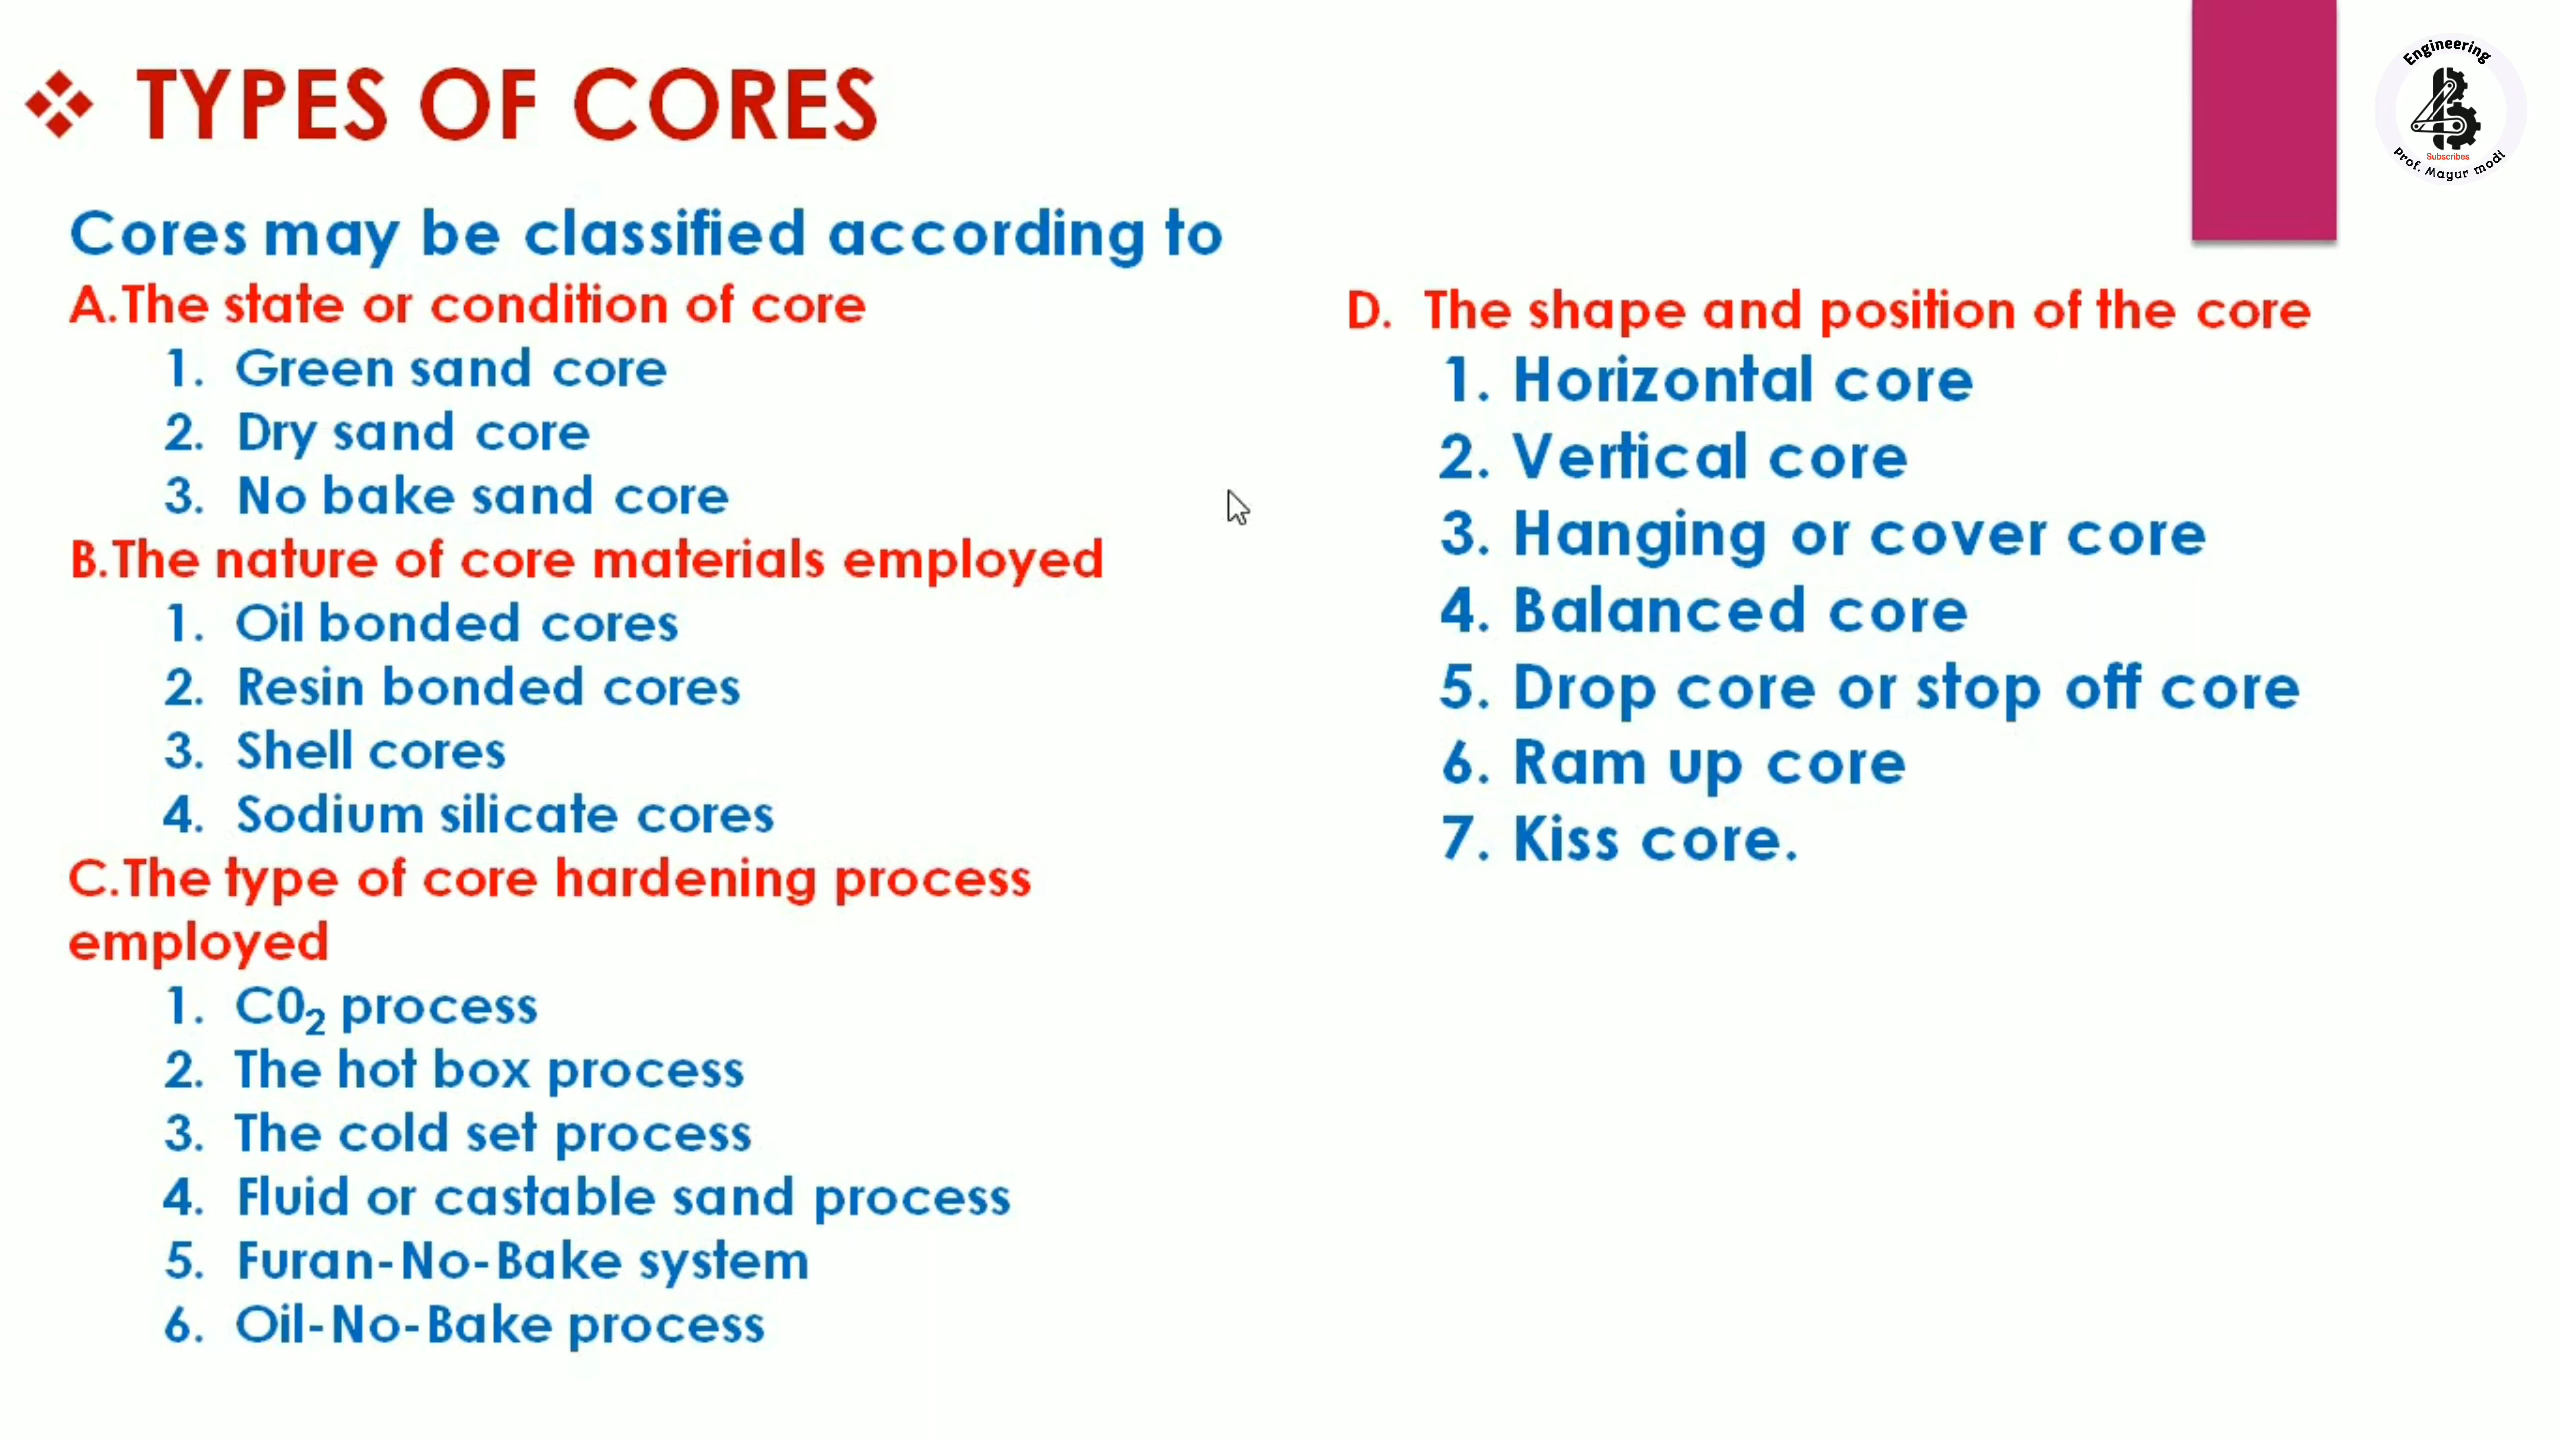 ❖ TYPES OF CORES
Cores may be classified according to
A.The state or condition of core
1. Green sand core
2. Dry sand core
3. No bake sand core
B.The nature of core materials employed
1. Oil bonded cores
2. Resin bonded cores
3. Shell cores
4. Sodium silicate cores
C.The type of core hardening process
employed
1. C0₂ process
2. The hot box process
3. The cold set process
4. Fluid or castable sand process
5. Furan-No-Bake system
6. Oil-No-Bake process
D. The shape and position of the core
1. Horizontal core
2. Vertical core
3. Hanging or cover core
4. Balanced core
5. Drop core or stop off core
6. Ram up core
7. Kiss core.
Engineering
Subscribes
Prof. Mayur modi